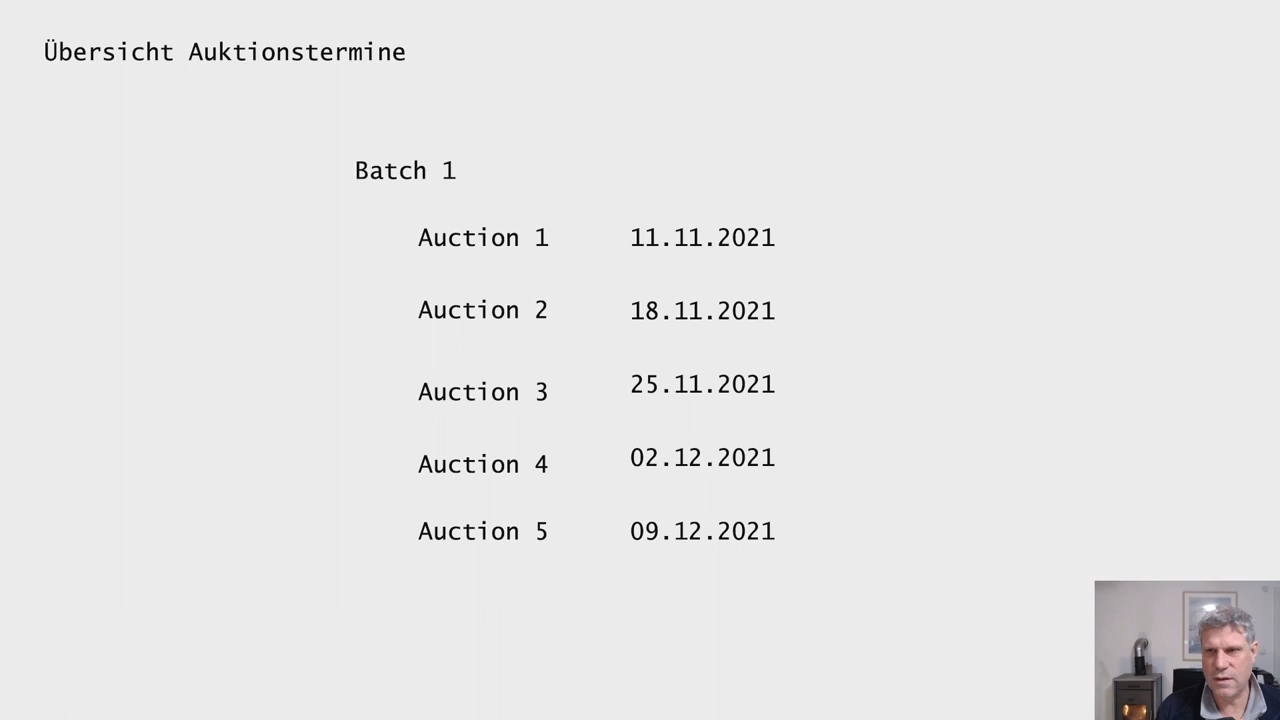 Übersicht Auktionstermine
Batch 1
Auction 1 11.11.2021
Auction 2 18.11.2021
Auction 3 25.11.2021
Auction 4 02.12.2021
Auction 5 09.12.2021